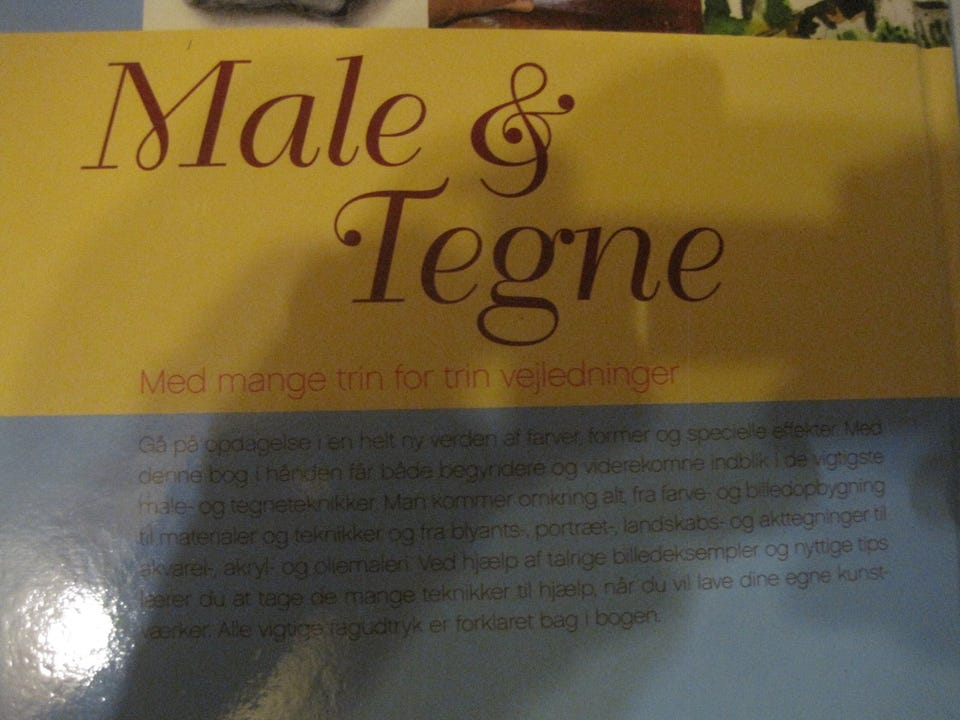 Male &
Tegne
Med mange trin for trin vejledninger
Gå på opdagelse i en helt ny verden af farver, former og specielle effekter. Med
denne bog i hånden får både begyndere og viderekomne indblik i de vigtigste
male- og tegneteknikker. Man kommer omkring alt, fra farve- og billedopbygning
til materialer og teknikker og fra blyants-, portræt-, landskabs- og akttegninger til
akvarel-, akryl- og oliemaleri. Ved hjælp af talrige billedeksempler og nyttige tips
lærer du at tage de mange teknikker til hjælp, når du vil lave dine egne kunst-
værker. Alle vigtige fagudtryk er forklaret bag i bogen.